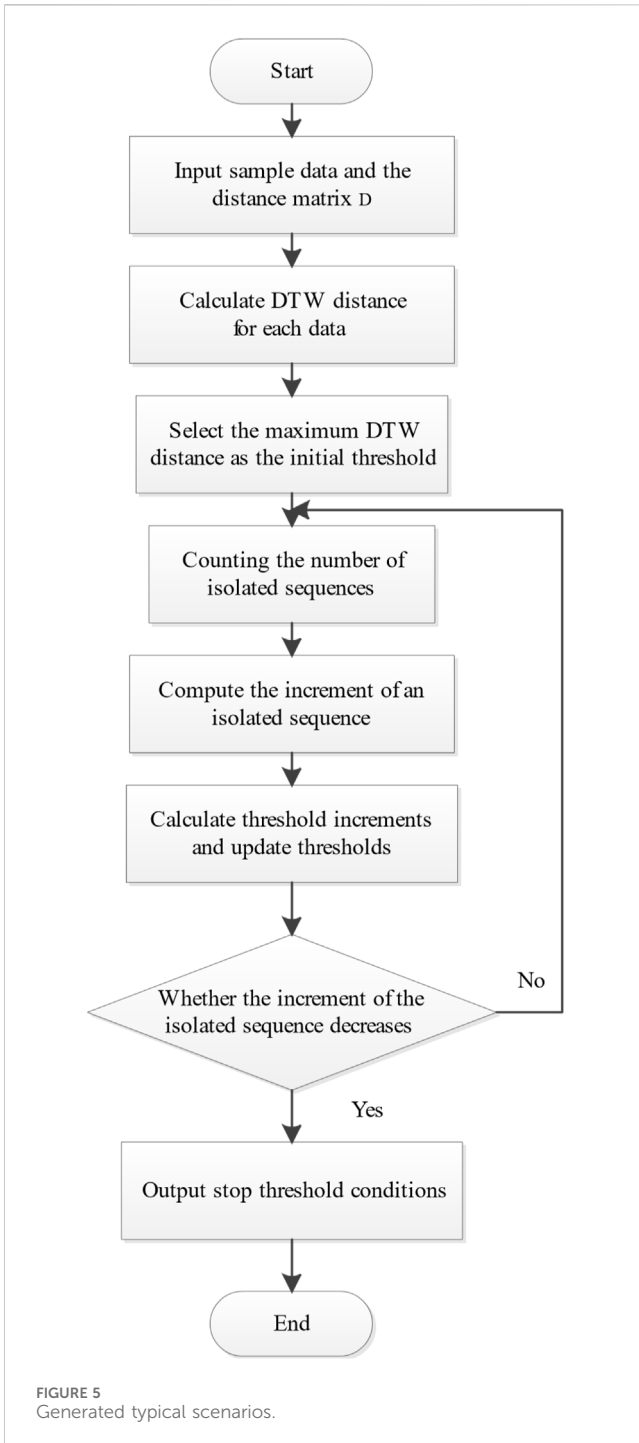 Start
Input sample data and the
distance matrix D
Calculate DTW distance
for each data
Select the maximum DTW
distance as the initial threshold
Counting the number of
isolated sequences
Compute the increment of an
isolated sequence
Calculate threshold increments
and update thresholds
Whether the increment of the
isolated sequence decreases
No
Yes
Output stop threshold conditions
End
FIGURE 5
Generated typical scenarios.